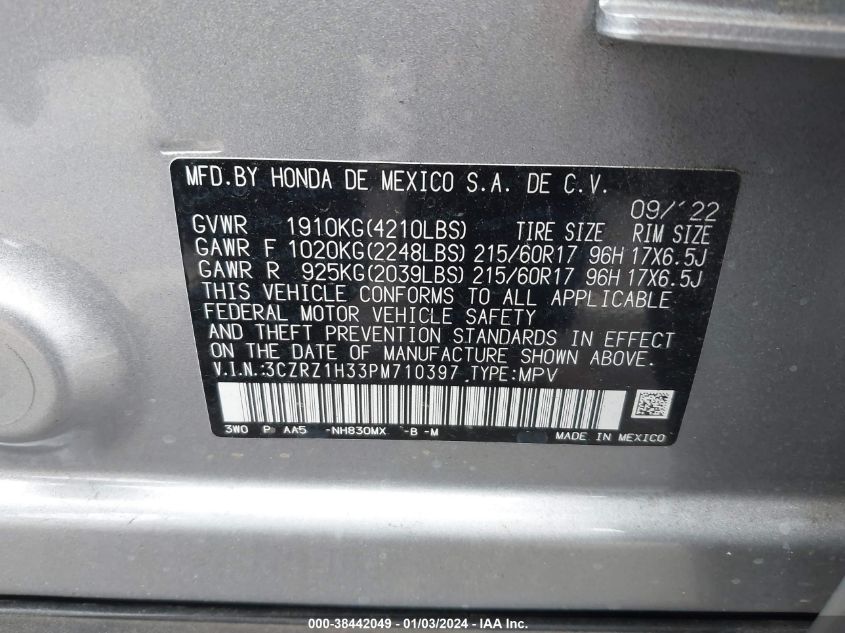 MFD.BY HONDA DE MEXICO S.A. DE C.V.
09/'22
GVWR 1910KG(4210LBS) TIRE SIZE RIM SIZE
GAWR F 1020KG(2248LBS) 215/60R17 96H 17X6.5J
GAWR R 925KG(2039LBS) 215/60R17 96H 17X6.5J
THIS VEHICLE CONFORMS TO ALL APPLICABLE
FEDERAL MOTOR VEHICLE SAFETY
AND THEFT PREVENTION STANDARDS IN EFFECT
ON THE DATE OF MANUFACTURE SHOWN ABOVE.
V.I.N.:3CZRZ1H33PM710397 TYPE:MPV
3W0 P AA5 -NH830MX -B -M MADE IN MEXICO
000-38442049 - 01/03/2024 - IAA Inc.